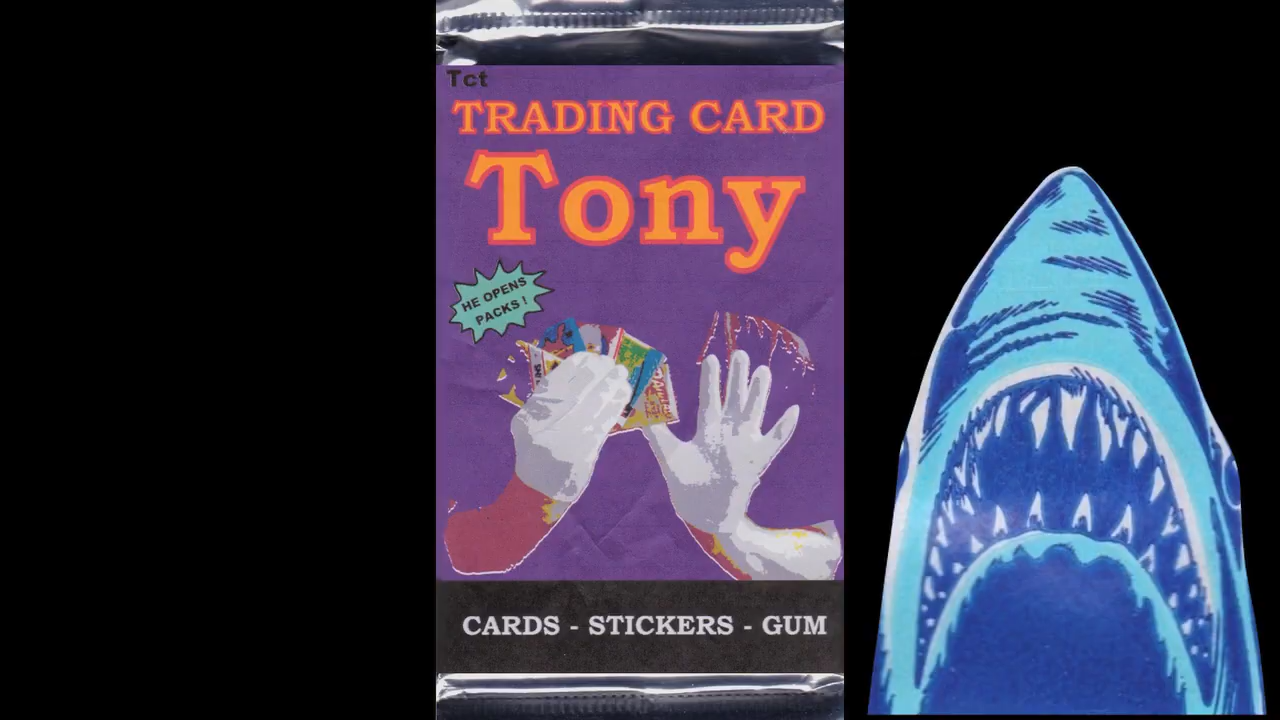 Tct
TRADING CARD
Tony
HE OPENS
PACKS!
CARDS - STICKERS - GUM